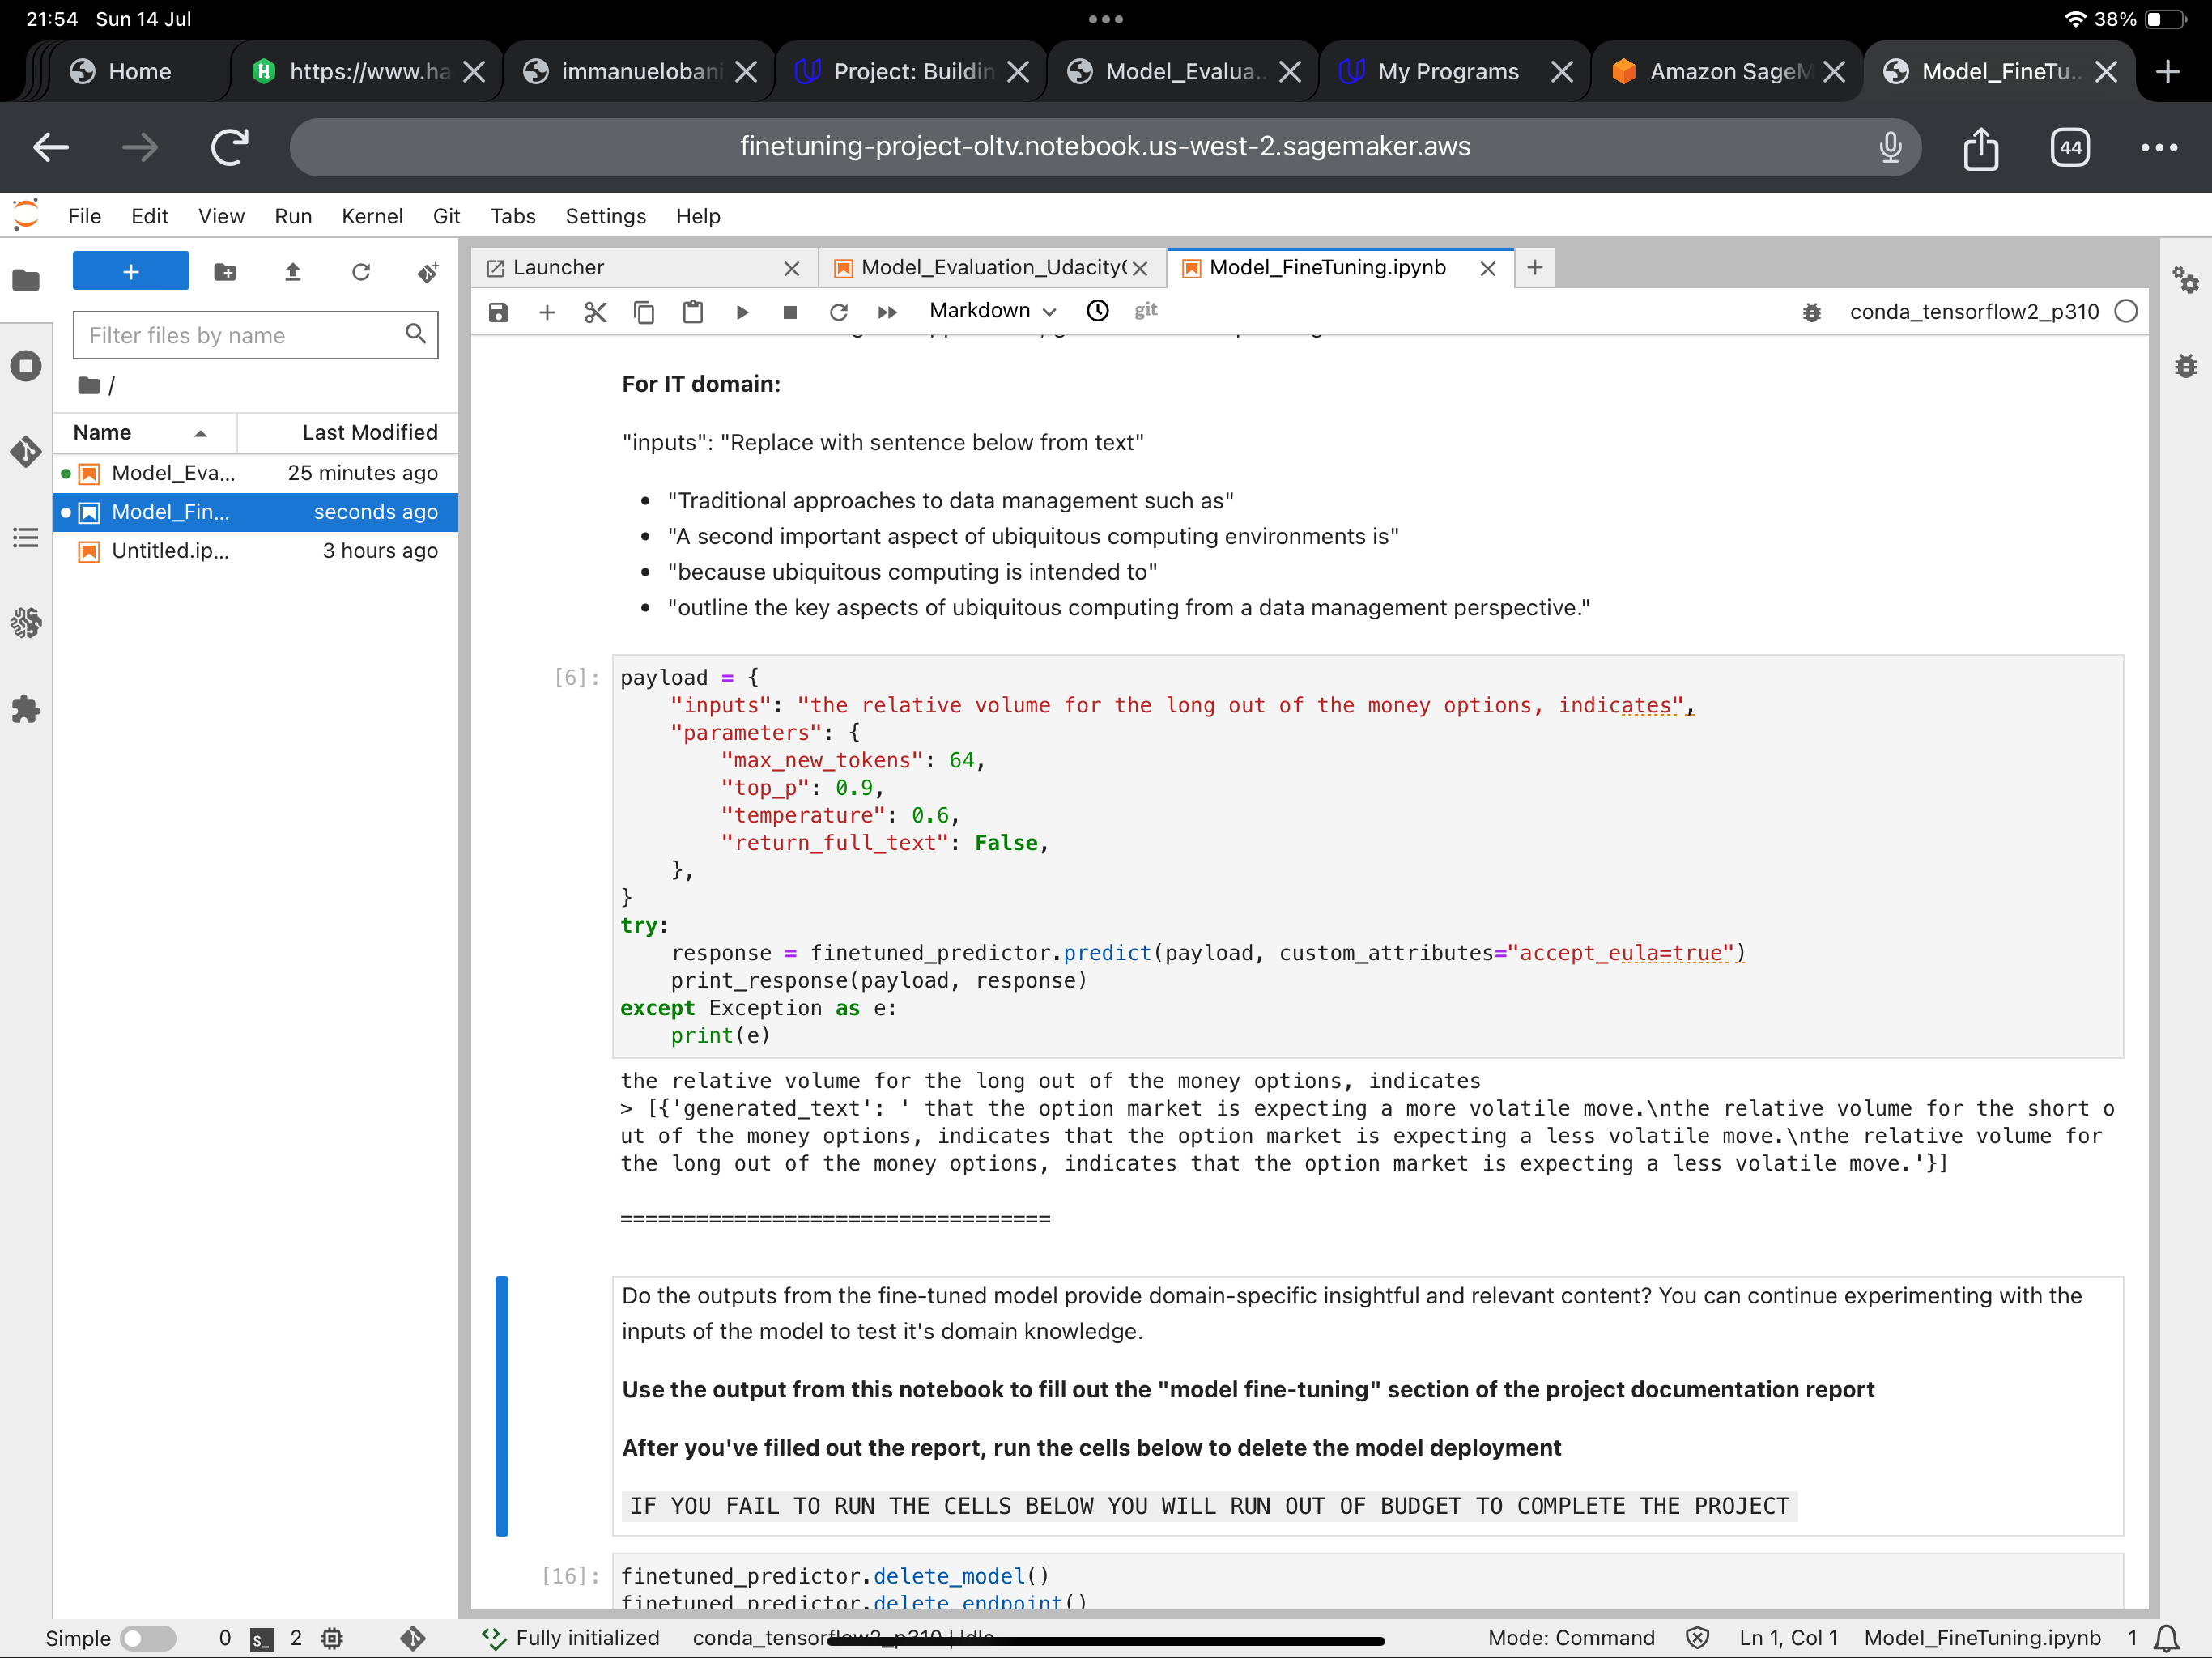 21:54 Sun 14 Jul
38%
Home
https://www.ha
immanueloban
Project: Buildin
Model_Evalua..
My Programs
Amazon SageM
Model_FineTu..
finetuning-project-oltv.notebook.us-west-2.sagemaker.aws
44
File Edit View Run Kernel Git Tabs Settings Help
Launcher
Model_Evaluation_Udacity
Model_FineTuning.ipynb
Filter files by name
Markdown
git
conda_tensorflow2_p310
/
Name Last Modified
Model_Eva... 25 minutes ago
Model_Fin... seconds ago
Untitled.ip... 3 hours ago
For IT domain:
"inputs": "Replace with sentence below from text"
• "Traditional approaches to data management such as"
• "A second important aspect of ubiquitous computing environments is"
• "because ubiquitous computing is intended to"
• "outline the key aspects of ubiquitous computing from a data management perspective."
[6]:
payload = {
    "inputs": "the relative volume for the long out of the money options, indicates",
    "parameters": {
        "max_new_tokens": 64,
        "top_p": 0.9,
        "temperature": 0.6,
        "return_full_text": False,
    },
}
try:
    response = finetuned_predictor.predict(payload, custom_attributes="accept_eula=true")
    print_response(payload, response)
except Exception as e:
    print(e)
the relative volume for the long out of the money options, indicates
> [{'generated_text': ' that the option market is expecting a more volatile move.\nthe relative volume for the short o
ut of the money options, indicates that the option market is expecting a less volatile move.\nthe relative volume for
the long out of the money options, indicates that the option market is expecting a less volatile move.'}]
==================================
Do the outputs from the fine-tuned model provide domain-specific insightful and relevant content? You can continue experimenting with the
inputs of the model to test it's domain knowledge.
Use the output from this notebook to fill out the "model fine-tuning" section of the project documentation report
After you've filled out the report, run the cells below to delete the model deployment
IF YOU FAIL TO RUN THE CELLS BELOW YOU WILL RUN OUT OF BUDGET TO COMPLETE THE PROJECT
[16]:
finetuned_predictor.delete_model()
finetuned_predictor.delete_endpoint()
Simple 0 2 Fully initialized conda_tensorflow2_p310 | Idle Mode: Command Ln 1, Col 1 Model_FineTuning.ipynb 1